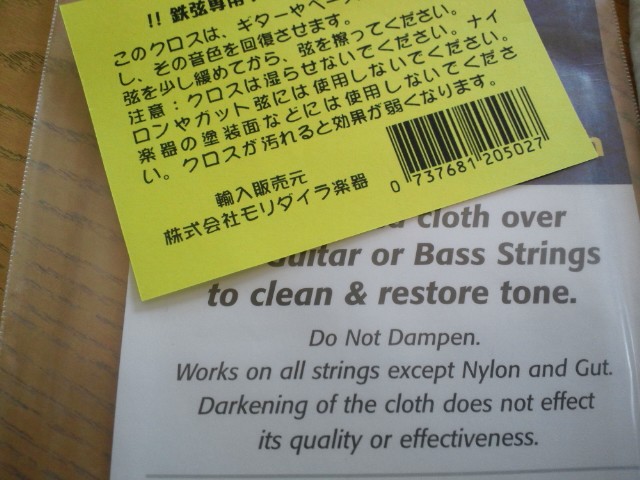 !! 鉄弦専用
このクロスは、ギターやベー
し、その音色を回復させます。
弦を少し緩めてから、弦を擦ってください。
注意：クロスは湿らせないでください。ナイ
ロンやガット弦には使用しないでください。
楽器の塗装面などには使用しないでくださ
い。クロスが汚れると効果が弱くなります。
輸入販売元
株式会社モリダイラ楽器
0 737681 205027
cloth over
Guitar or Bass Strings
to clean & restore tone.
Do Not Dampen.
Works on all strings except Nylon and Gut.
Darkening of the cloth does not effect
its quality or effectiveness.